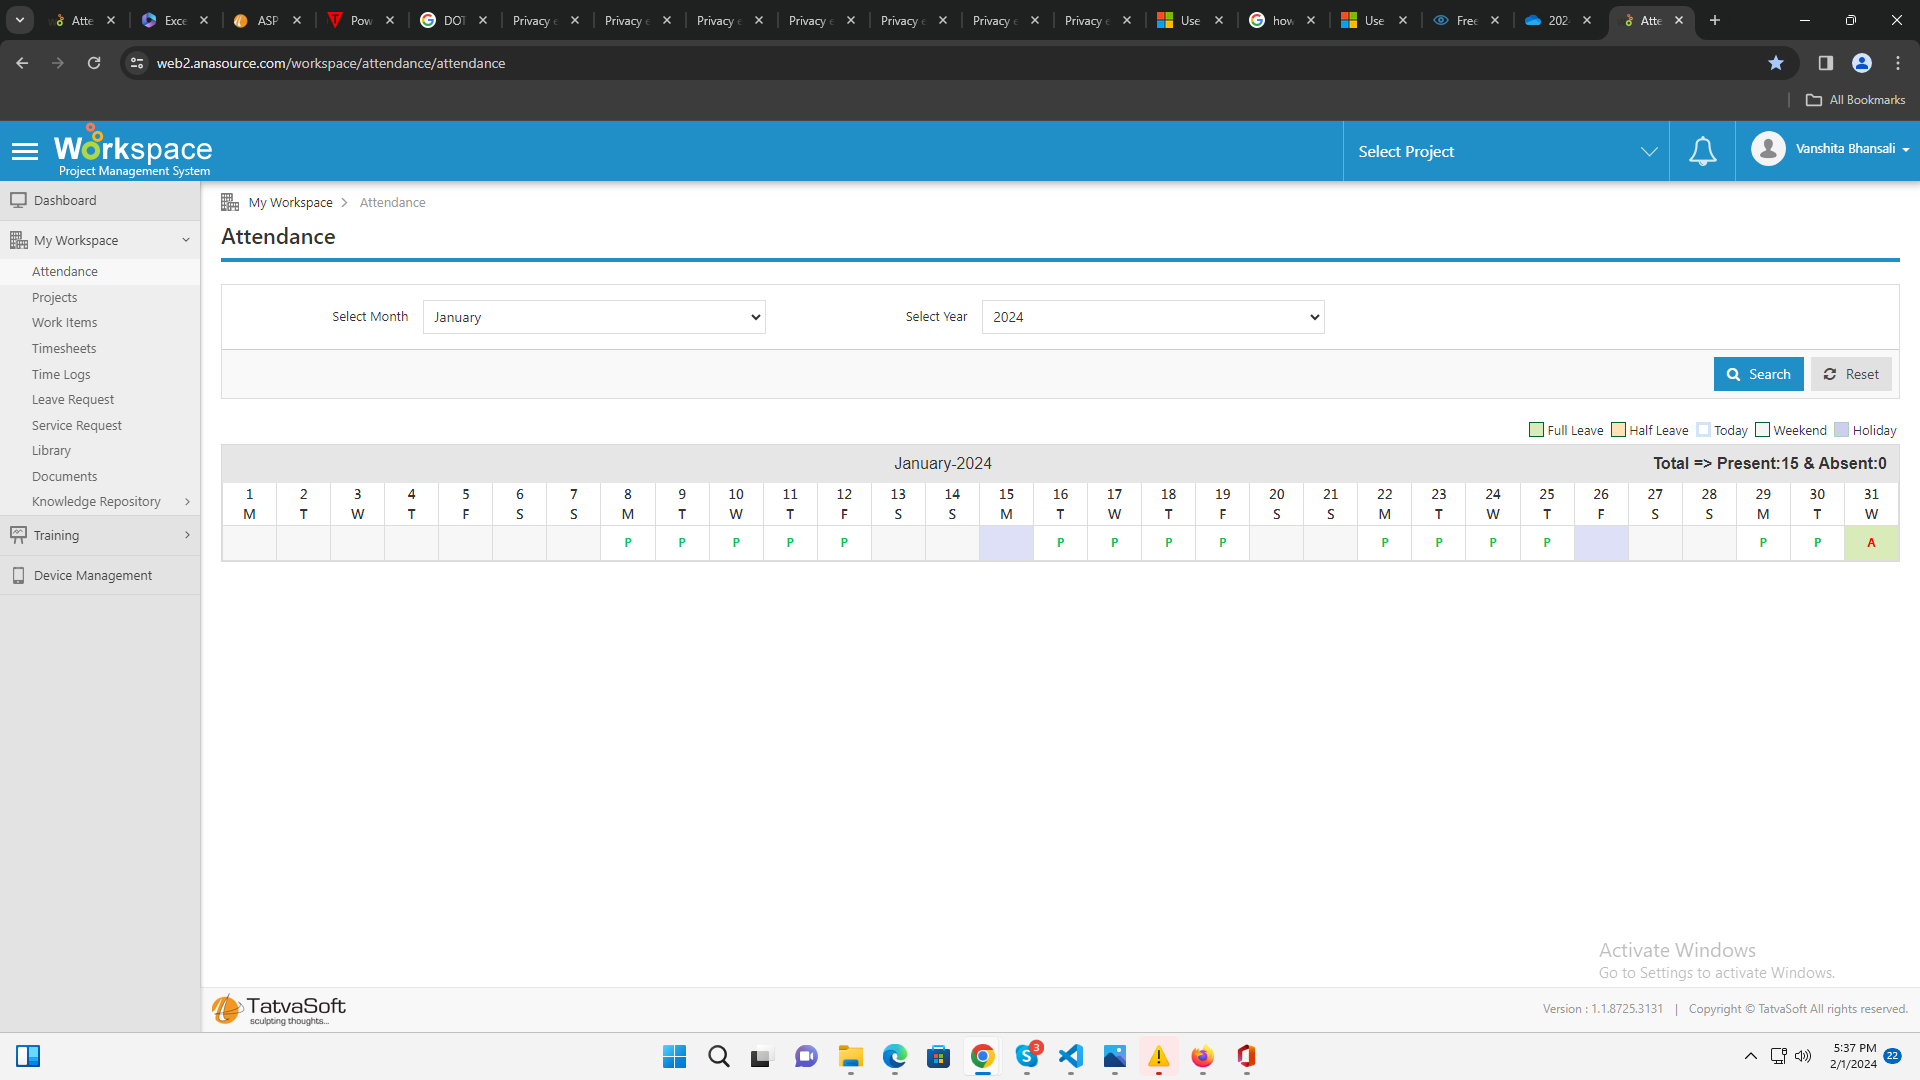 Atte
Exce
ASP
Pow
DOT
Privacy e
Privacy e
Privacy e
Privacy e
Privacy e
Privacy e
Privacy e
Use
how
Use
Free
202
Atte
web2.anasource.com/workspace/attendance/attendance
All Bookmarks
Workspace
Project Management System
Select Project
Vanshita Bhansali
Dashboard
My Workspace
Attendance
Projects
Work Items
Timesheets
Time Logs
Leave Request
Service Request
Library
Documents
Knowledge Repository
Training
Device Management
My Workspace > Attendance
Attendance
Select Month January Select Year 2024
Search Reset
Full Leave Half Leave Today Weekend Holiday
January-2024 Total => Present:15 & Absent:0
1 2 3 4 5 6 7 8 9 10 11 12 13 14 15 16 17 18 19 20 21 22 23 24 25 26 27 28 29 30 31
M T W T F S S M T W T F S S M T W T F S S M T W T F S S M T W
P P P P P P P P P P P P P P P A
Activate Windows
Go to Settings to activate Windows.
TatvaSoft
sculpting thoughts...
Version : 1.1.8725.3131 | Copyright © TatvaSoft All rights reserved.
3
5:37 PM
2/1/2024
22